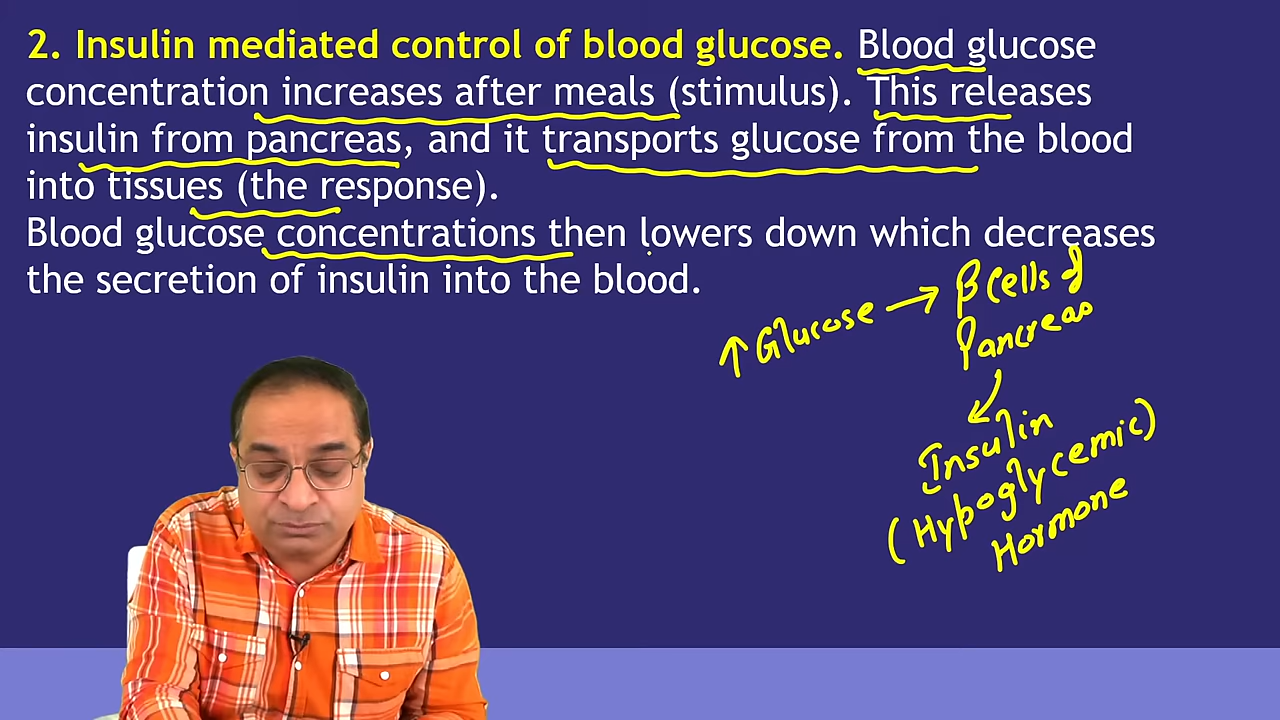 2. Insulin mediated control of blood glucose. Blood glucose
concentration increases after meals (stimulus). This releases
insulin from pancreas, and it transports glucose from the blood
into tissues (the response).
Blood glucose concentrations then lowers down which decreases
the secretion of insulin into the blood.
↑ Glucose → β cells of
Pancreas
↓
Insulin
(Hypoglycemic)
Hormone